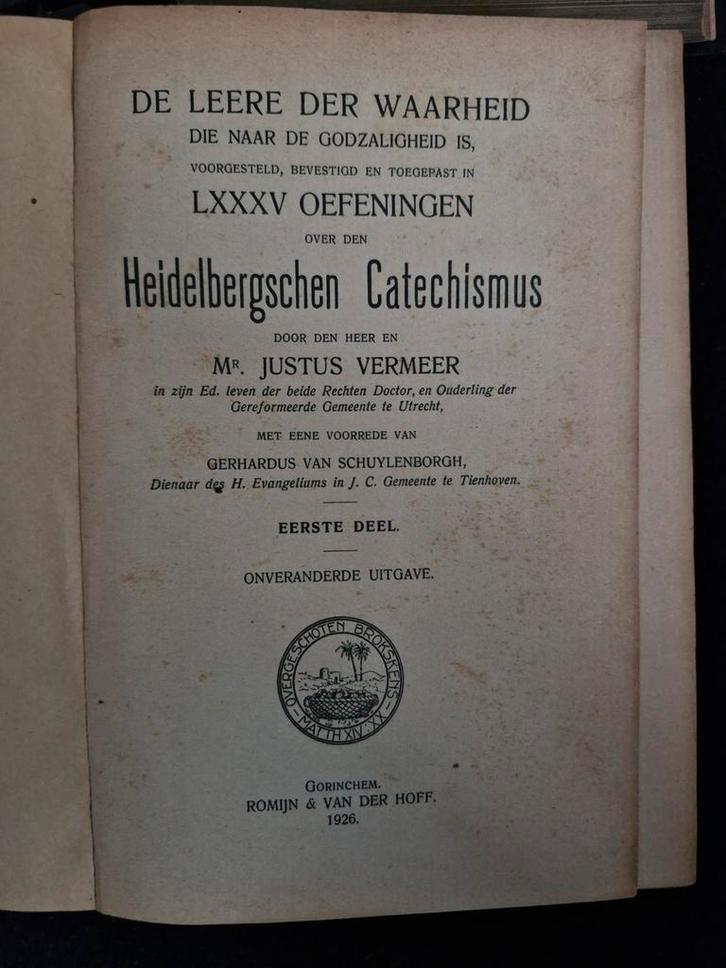 DE LEERE DER WAARHEID
DIE NAAR DE GODZALIGHEID IS,
VOORGESTELD, BEVESTIGD EN TOEGEPAST IN
LXXXV OEFENINGEN
OVER DEN
Heidelbergschen Catechismus
DOOR DEN HEER EN
MR. JUSTUS VERMEER
in zijn Ed. leven der beide Rechten Doctor, en Ouderling der
Gereformeerde Gemeente te Utrecht,
MET EENE VOORREDE VAN
GERHARDUS VAN SCHUYLENBORGH,
Dienaar des H. Evangeliums in J. C. Gemeente te Tienhoven.
EERSTE DEEL.
ONVERANDERDE UITGAVE.
OVERGESCHOTEN BROKSKENS
MATTH XIV : XX
GORINCHEM.
ROMIJN & VAN DER HOFF.
1926.